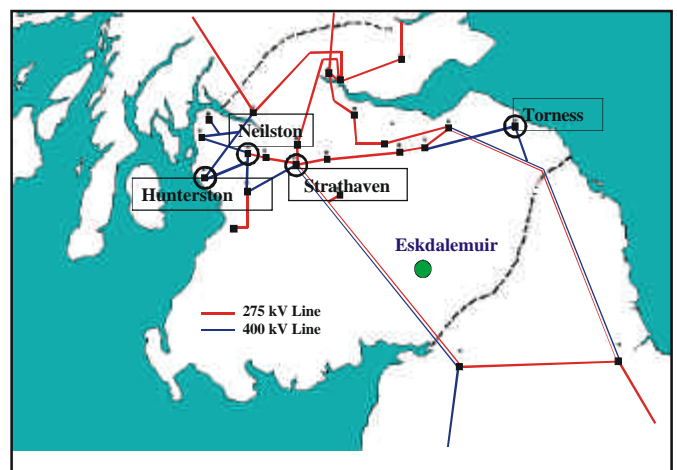 Torness
Neilston
Hunterston
Strathaven
Eskdalemuir
275 kV Line
400 kV Line